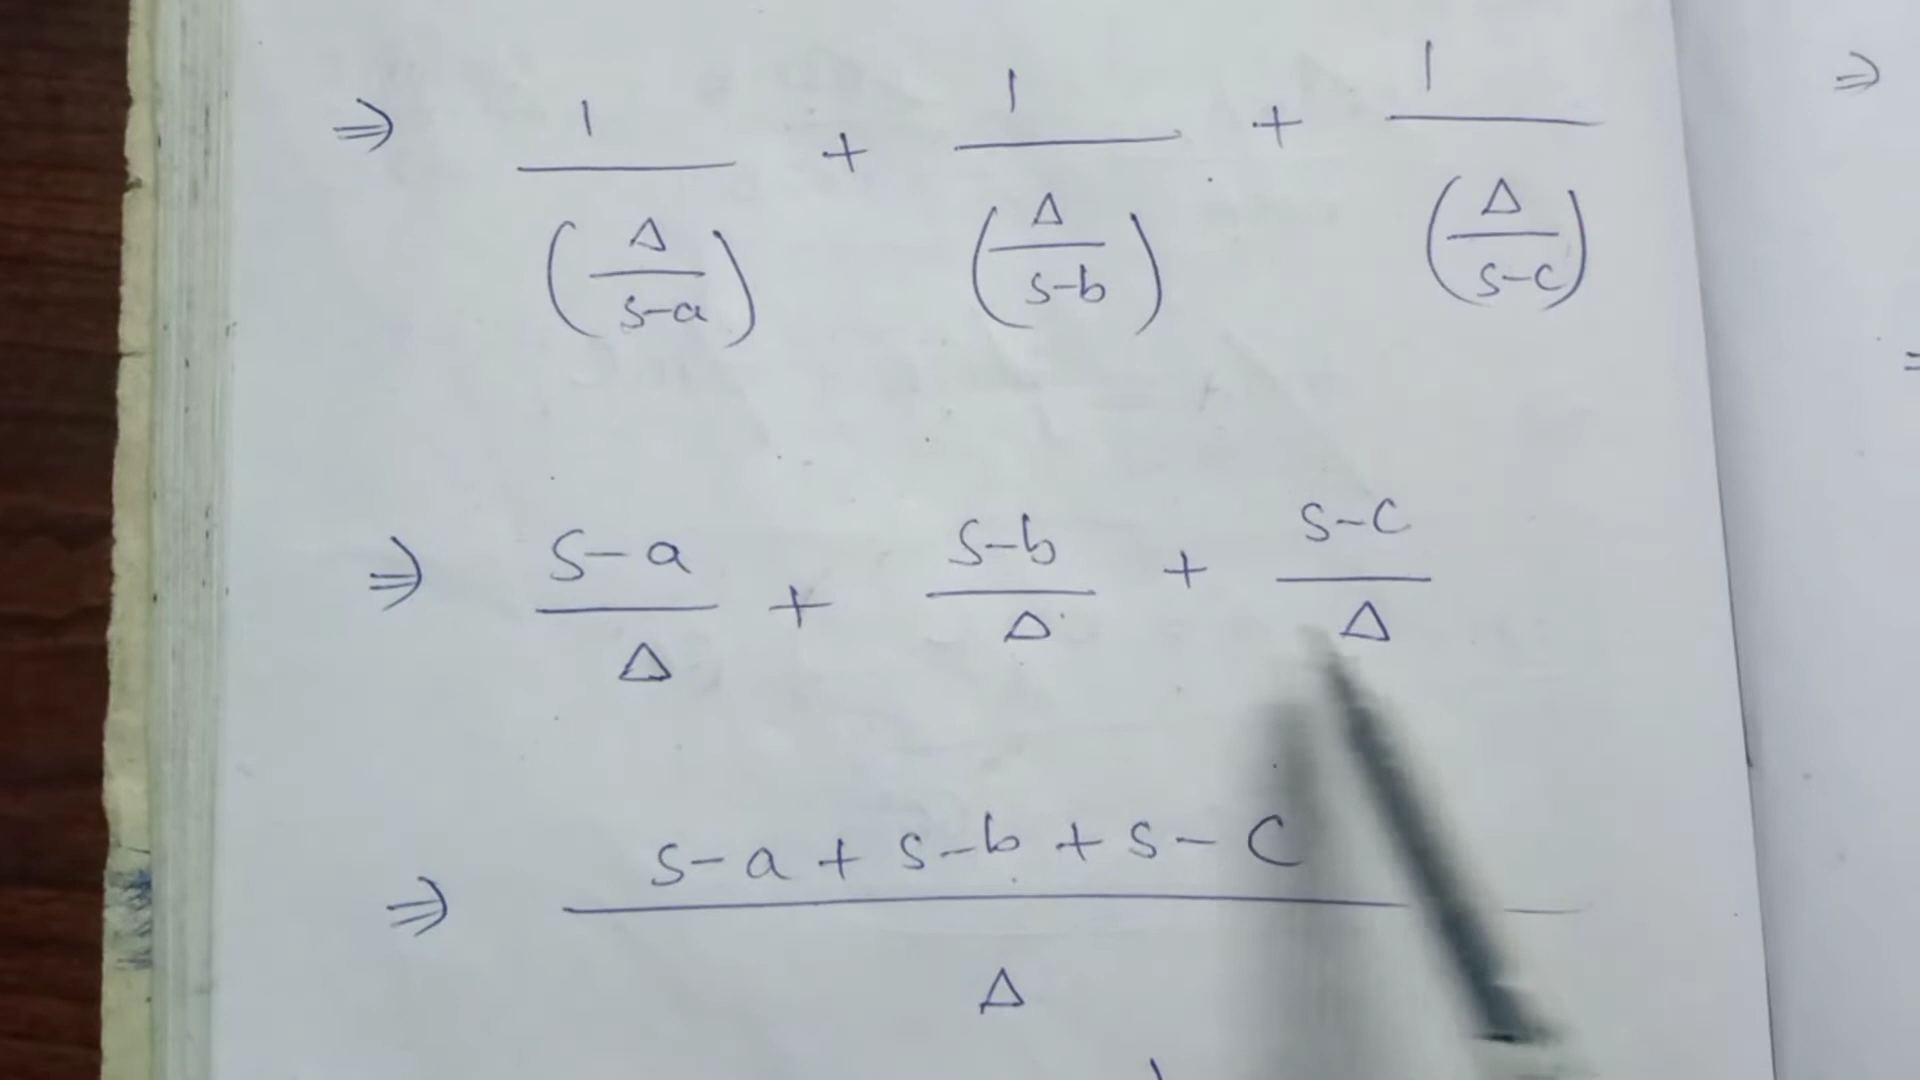 ⇒ 1/(Δ/(s-a)) + 1/(Δ/(s-b)) + 1/(Δ/(s-c))
⇒ (s-a)/Δ + (s-b)/Δ + (s-c)/Δ
⇒ (s-a+s-b+s-c)/Δ
⇒